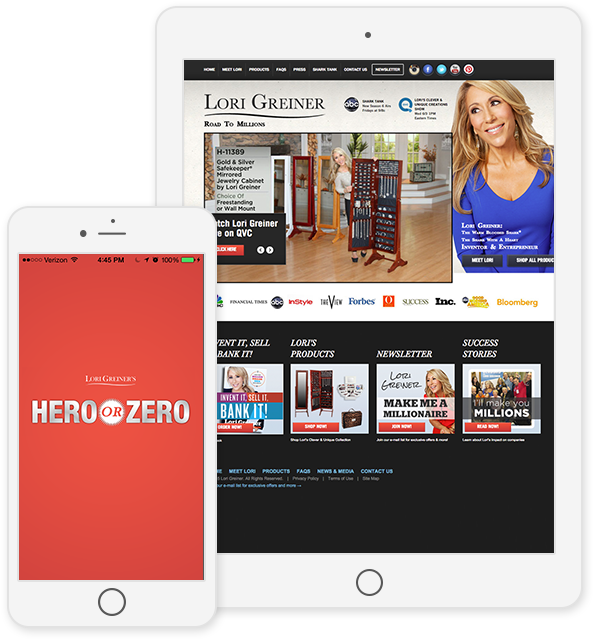 HOME MEET LORI PRODUCTS FAQS PRESS SHARK TANK CONTACT US NEWSLETTER
LORI GREINER
ROAD TO MILLIONS
abc
SHARK TANK
LORI'S CLEVER &
UNIQUE CREATIONS
SHOW
H-11389
Gold & Silver
Safekeeper®
Mirrored
Jewelry Cabinet
by Lori Greiner
Choice Of
Freestanding
or Wall Mount
tch Lori Greiner
e on QVC
CLICK HERE
LORI GREINER:
THE WARM BLOODED SHARK®
THE SHARK WITH A HEART
INVENTOR & ENTREPRENEUR
MEET LORI
SHOP ALL PRODUC
FINANCIAL TIMES abc InStyle THE VIEW Forbes O SUCCESS Inc. Bloomberg
VENT IT, SELL
BANK IT!
LORI'S
PRODUCTS
NEWSLETTER
SUCCESS
STORIES
INVENT IT, SELL IT,
BANK IT!
ORDER NOW!
SHOP NOW!
LORI GREINER
MAKE ME A
MILLIONAIRE
JOIN NOW!
I'll make you
MILLIONS
READ NOW!
Shop Lori's Clever & Unique Collection
Join our e-mail list for exclusive offers & more!
Learn about Lori's Impact on companies
ME MEET LORI PRODUCTS FAQS NEWS & MEDIA CONTACT US
Lori Greiner. All Rights Reserved. | Privacy Policy | Terms of Use | Site Map
ur e-mail list for exclusive offers and more →
Verizon 4:45 PM 100%
LORI GREINER'S
HERO OR ZERO